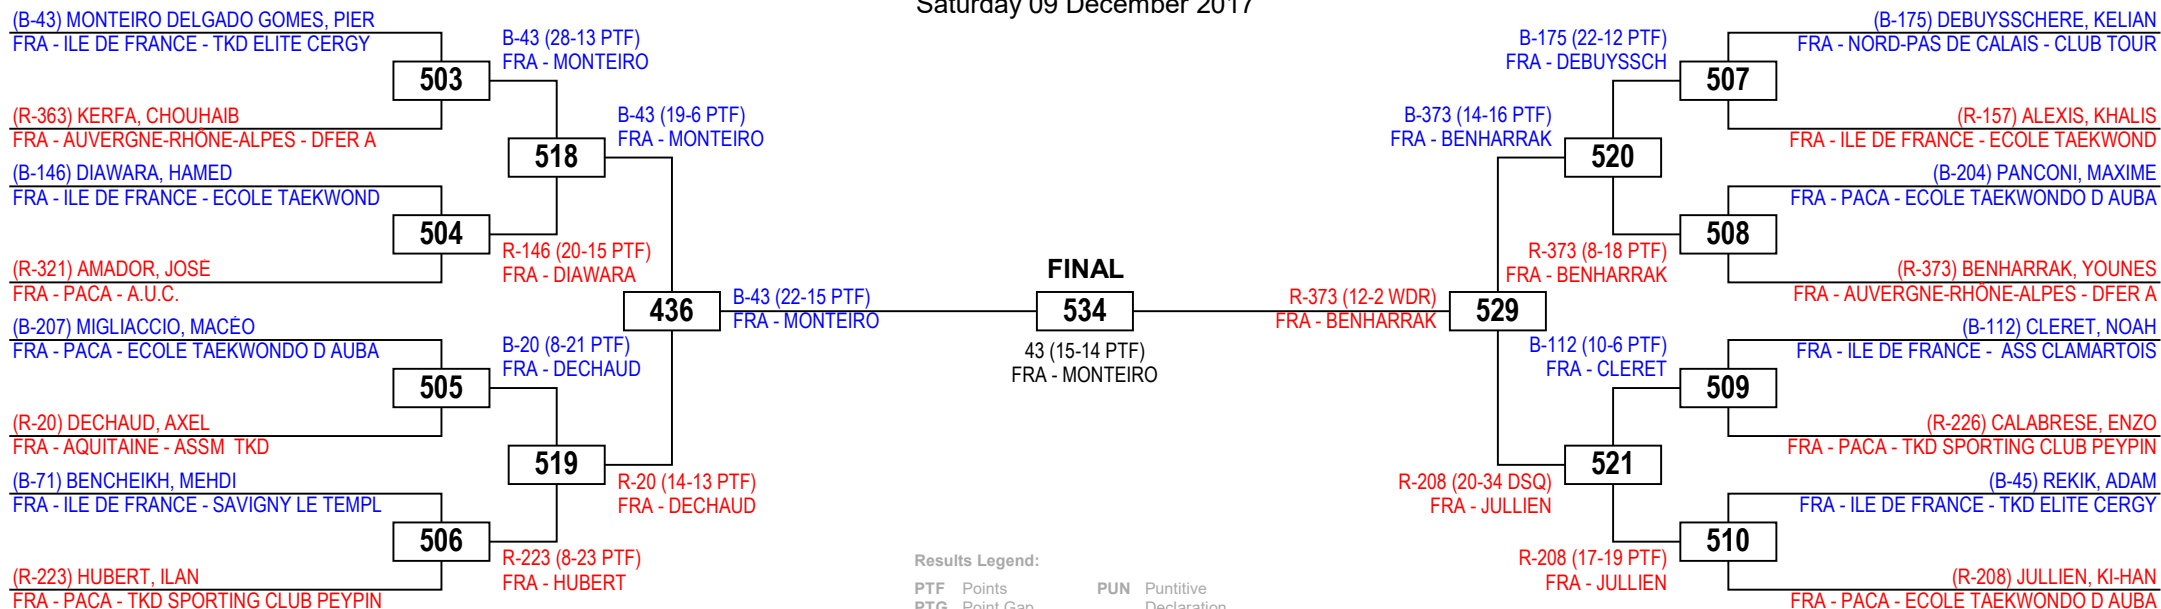 Saturday 09 December 2017
(B-43) MONTEIRO DELGADO GOMES, PIER
FRA - ILE DE FRANCE - TKD ELITE CERGY
503
(R-363) KERFA, CHOUHAIB
FRA - AUVERGNE-RHÔNE-ALPES - DFER A
B-43 (28-13 PTF)
FRA - MONTEIRO
518
(B-146) DIAWARA, HAMED
FRA - ILE DE FRANCE - ECOLE TAEKWOND
504
(R-321) AMADOR, JOSÉ
FRA - PACA - A.U.C.
R-146 (20-15 PTF)
FRA - DIAWARA
B-43 (19-6 PTF)
FRA - MONTEIRO
436
(B-207) MIGLIACCIO, MACÉO
FRA - PACA - ECOLE TAEKWONDO D AUBA
505
(R-20) DECHAUD, AXEL
FRA - AQUITAINE - ASSM TKD
B-20 (8-21 PTF)
FRA - DECHAUD
519
(B-71) BENCHEIKH, MEHDI
FRA - ILE DE FRANCE - SAVIGNY LE TEMPL
506
(R-223) HUBERT, ILAN
FRA - PACA - TKD SPORTING CLUB PEYPIN
R-223 (8-23 PTF)
FRA - HUBERT
R-20 (14-13 PTF)
FRA - DECHAUD
B-43 (22-15 PTF)
FRA - MONTEIRO
FINAL
534
43 (15-14 PTF)
FRA - MONTEIRO
R-373 (12-2 WDR)
FRA - BENHARRAK
529
B-373 (14-16 PTF)
FRA - BENHARRAK
520
B-175 (22-12 PTF)
FRA - DEBUYSSCH
507
(B-175) DEBUYSSCHERE, KELIAN
FRA - NORD-PAS DE CALAIS - CLUB TOUR
(R-157) ALEXIS, KHALIS
FRA - ILE DE FRANCE - ECOLE TAEKWOND
(B-204) PANCONI, MAXIME
FRA - PACA - ECOLE TAEKWONDO D AUBA
508
R-373 (8-18 PTF)
FRA - BENHARRAK
(R-373) BENHARRAK, YOUNES
FRA - AUVERGNE-RHÔNE-ALPES - DFER A
(B-112) CLERET, NOAH
FRA - ILE DE FRANCE - ASS CLAMARTOIS
B-112 (10-6 PTF)
FRA - CLERET
509
(R-226) CALABRESE, ENZO
FRA - PACA - TKD SPORTING CLUB PEYPIN
521
R-208 (20-34 DSQ)
FRA - JULLIEN
(B-45) REKIK, ADAM
FRA - ILE DE FRANCE - TKD ELITE CERGY
510
R-208 (17-19 PTF)
FRA - JULLIEN
(R-208) JULLIEN, KI-HAN
FRA - PACA - ECOLE TAEKWONDO D AUBA
Results Legend:
PTF Points
PUN Puntitive
PTG Point Gap
Declaration